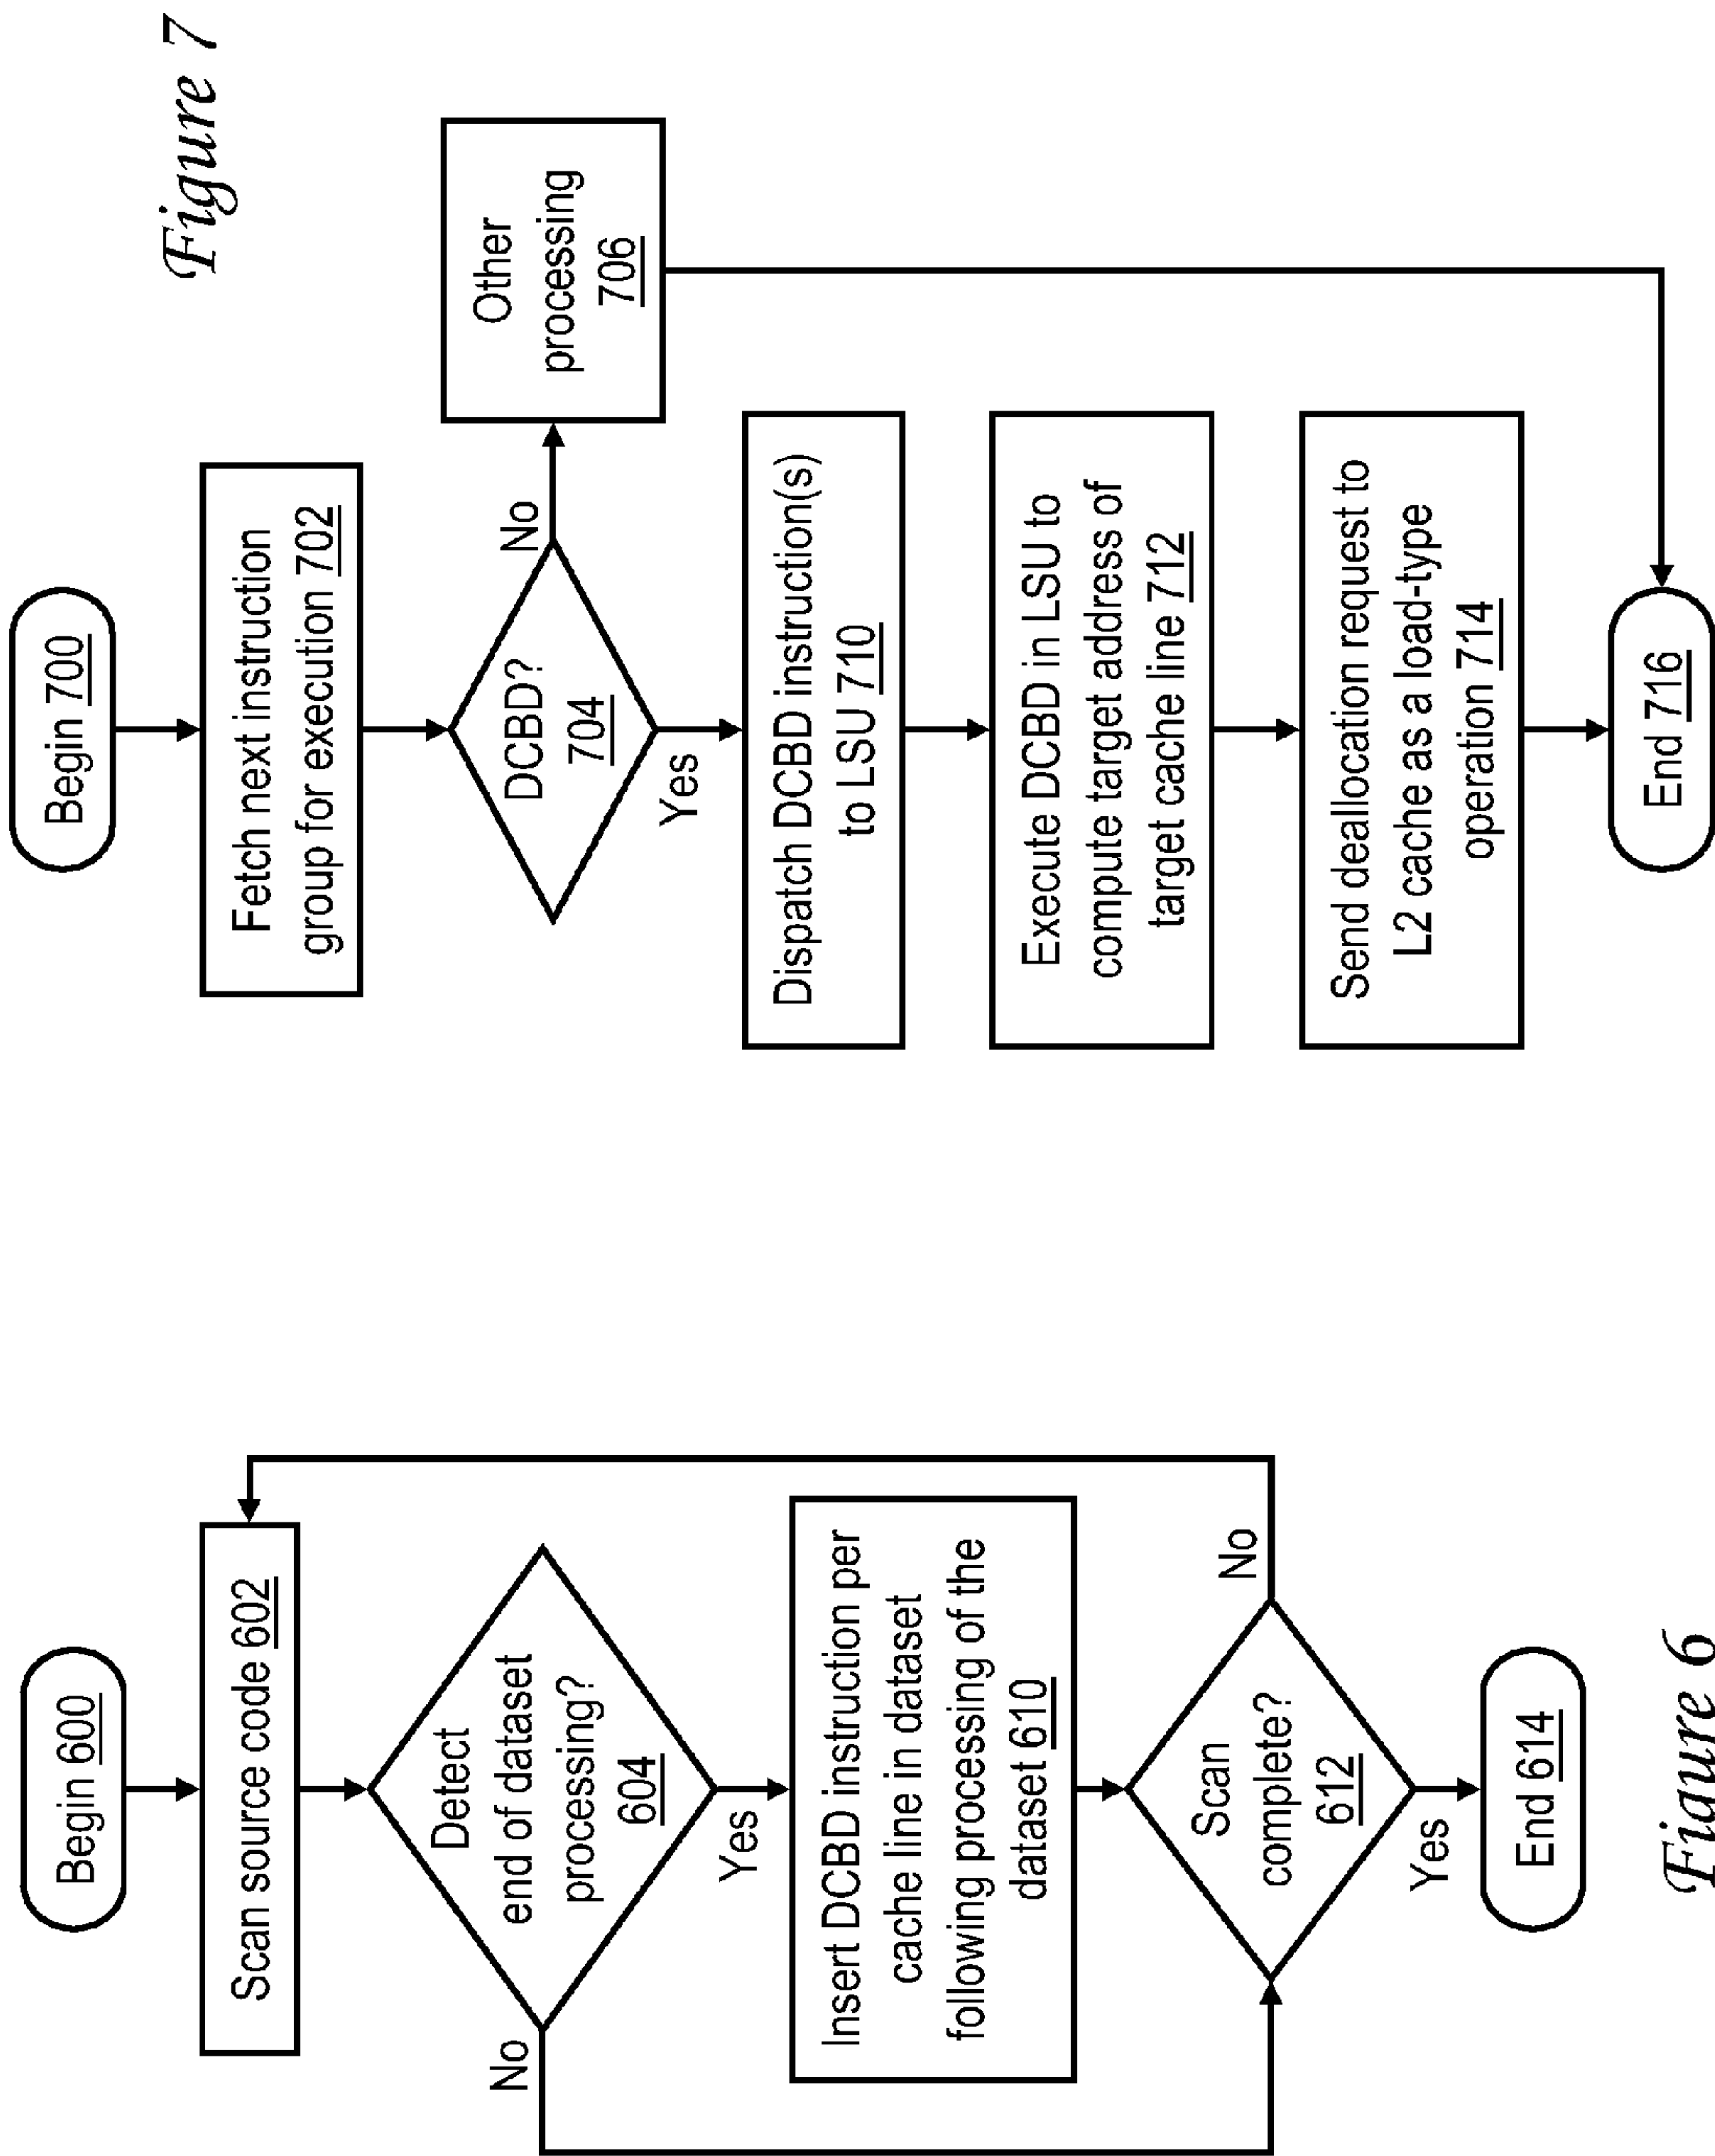 Begin 600
Scan source code 602
Detect
end of dataset
processing?
604
No
Yes
Insert DCBD instruction per
cache line in dataset
following processing of the
dataset 610
Scan
complete?
612
No
Yes
End 614
Figure 6
Begin 700
Fetch next instruction
group for execution 702
DCBD?
704
No
Yes
Other
processing
706
Dispatch DCBD instruction(s)
to LSU 710
Execute DCBD in LSU to
compute target address of
target cache line 712
Send deallocation request to
L2 cache as a load-type
operation 714
End 716
Figure 7